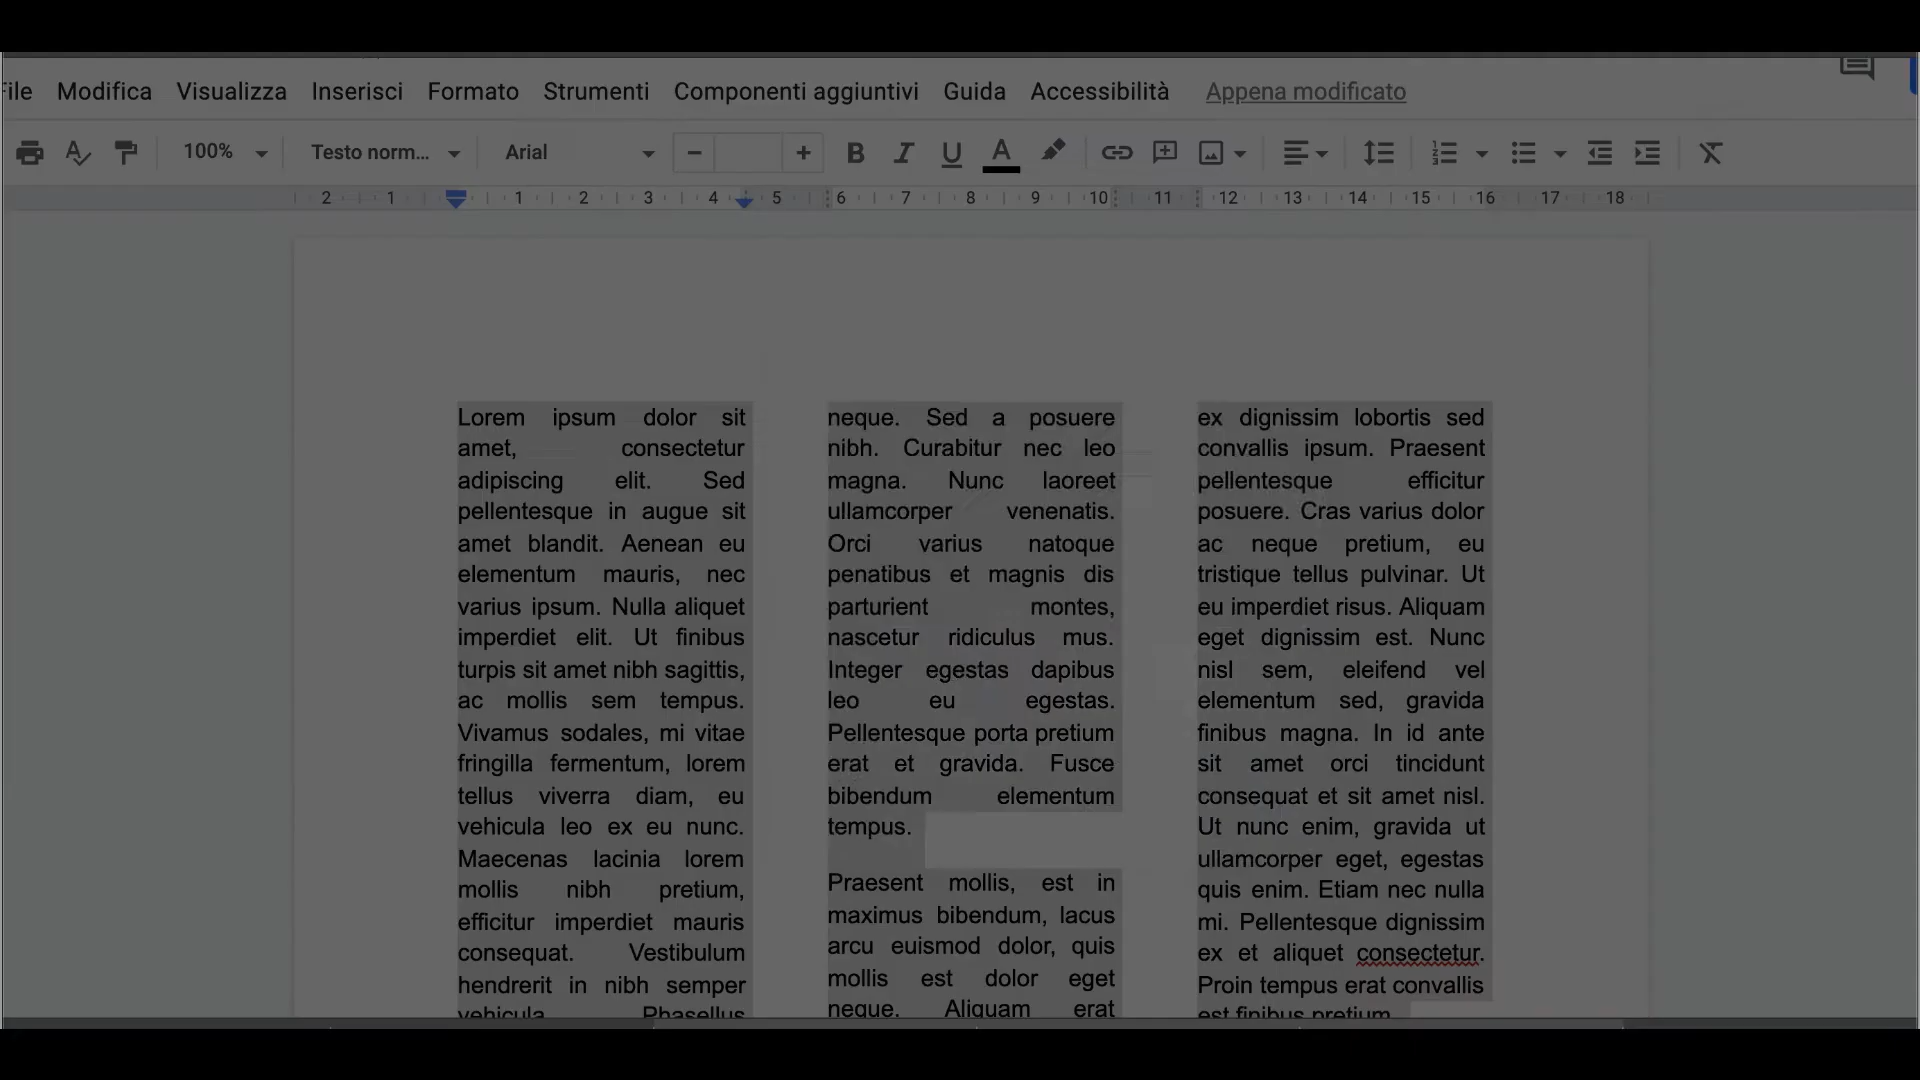 File Modifica Visualizza Inserisci Formato Strumenti Componenti aggiuntivi Guida Accessibilità Appena modificato
100% Testo norm... Arial − + B I U A
2 1 1 2 3 4 5 6 7 8 9 10 11 12 13 14 15 16 17 18
Lorem ipsum dolor sit
amet, consectetur
adipiscing elit. Sed
pellentesque in augue sit
amet blandit. Aenean eu
elementum mauris, nec
varius ipsum. Nulla aliquet
imperdiet elit. Ut finibus
turpis sit amet nibh sagittis,
ac mollis sem tempus.
Vivamus sodales, mi vitae
fringilla fermentum, lorem
tellus viverra diam, eu
vehicula leo ex eu nunc.
Maecenas lacinia lorem
mollis nibh pretium,
efficitur imperdiet mauris
consequat. Vestibulum
hendrerit in nibh semper
vehicula. Phasellus
neque. Sed a posuere
nibh. Curabitur nec leo
magna. Nunc laoreet
ullamcorper venenatis.
Orci varius natoque
penatibus et magnis dis
parturient montes,
nascetur ridiculus mus.
Integer egestas dapibus
leo eu egestas.
Pellentesque porta pretium
erat et gravida. Fusce
bibendum elementum
tempus.
Praesent mollis, est in
maximus bibendum, lacus
arcu euismod dolor, quis
mollis est dolor eget
neque. Aliquam erat
ex dignissim lobortis sed
convallis ipsum. Praesent
pellentesque efficitur
posuere. Cras varius dolor
ac neque pretium, eu
tristique tellus pulvinar. Ut
eu imperdiet risus. Aliquam
eget dignissim est. Nunc
nisl sem, eleifend vel
elementum sed, gravida
finibus magna. In id ante
sit amet orci tincidunt
consequat et sit amet nisl.
Ut nunc enim, gravida ut
ullamcorper eget, egestas
quis enim. Etiam nec nulla
mi. Pellentesque dignissim
ex et aliquet consectetur.
Proin tempus erat convallis
est finibus pretium.